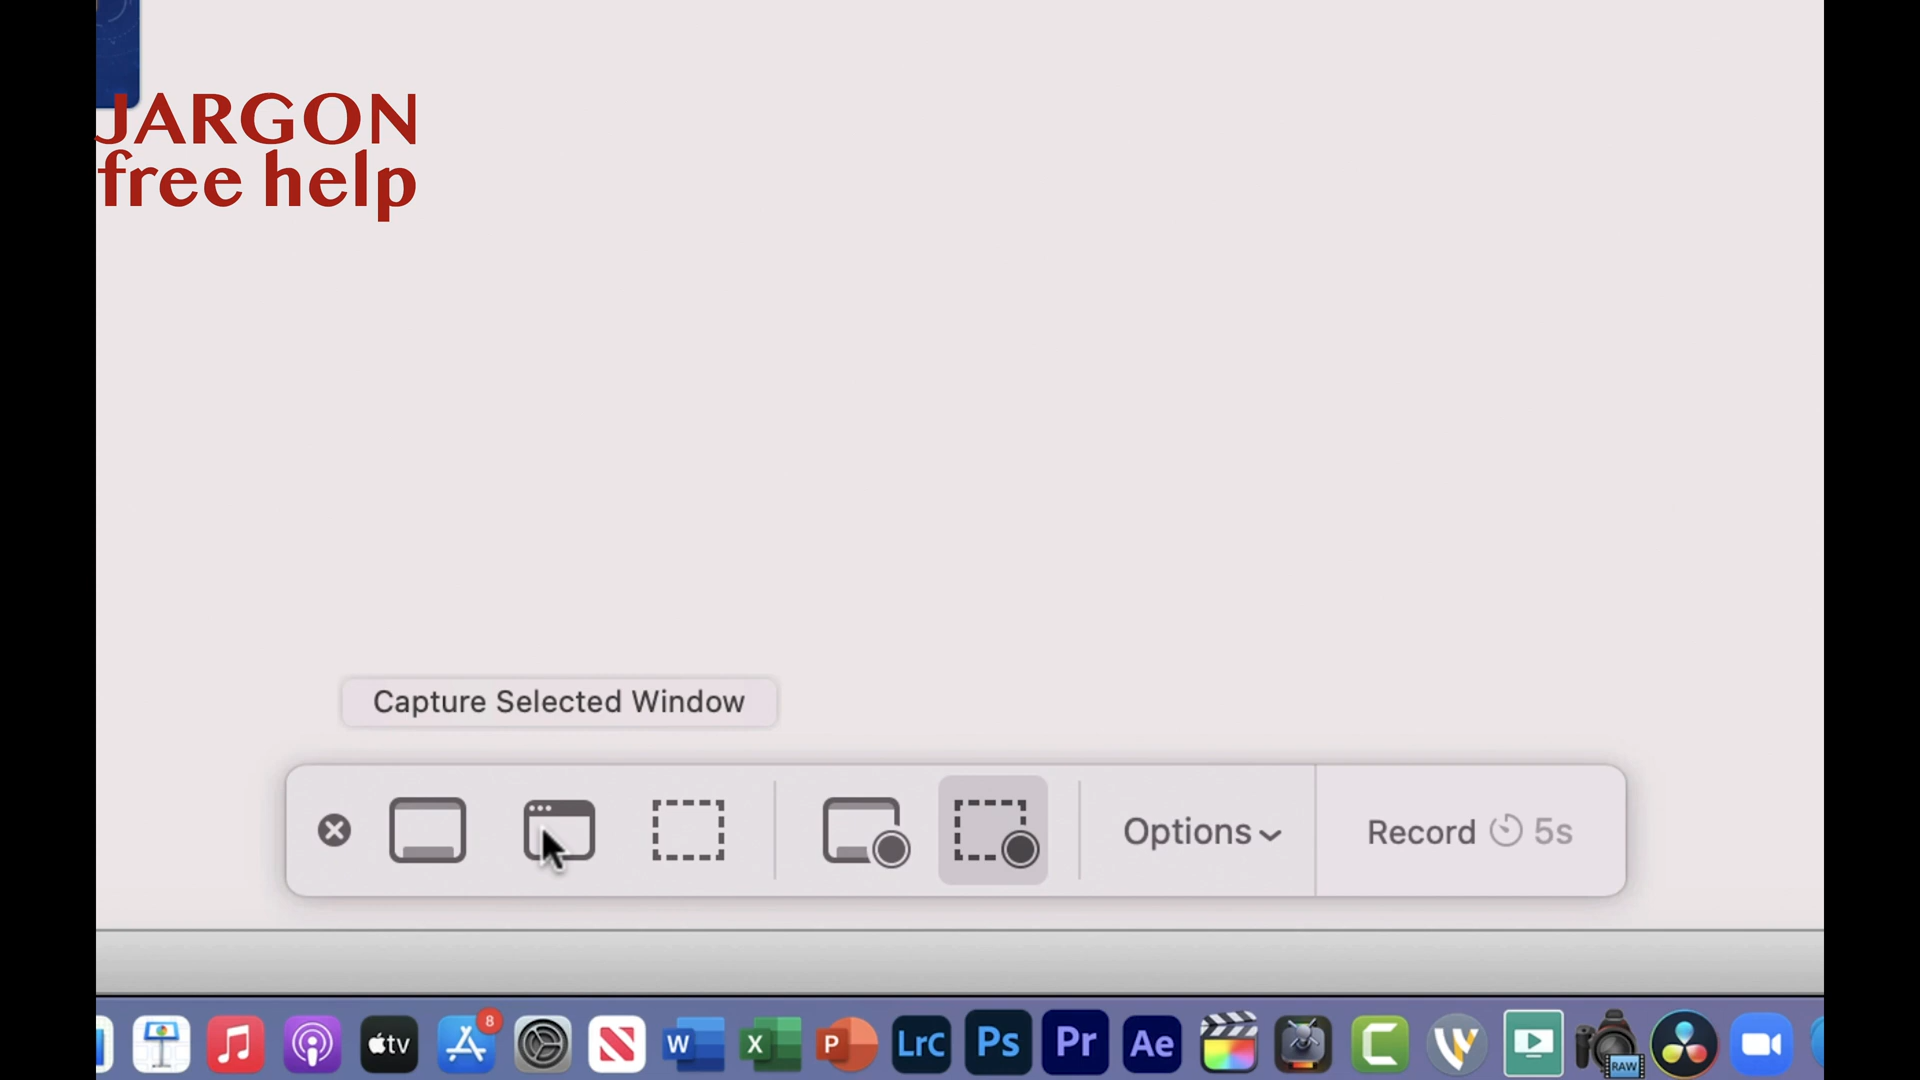 JARGON
free help
Capture Selected Window
Options
Record 5s
tv
8
W
X
P
Lrc
Ps
Pr
Ae
RAW